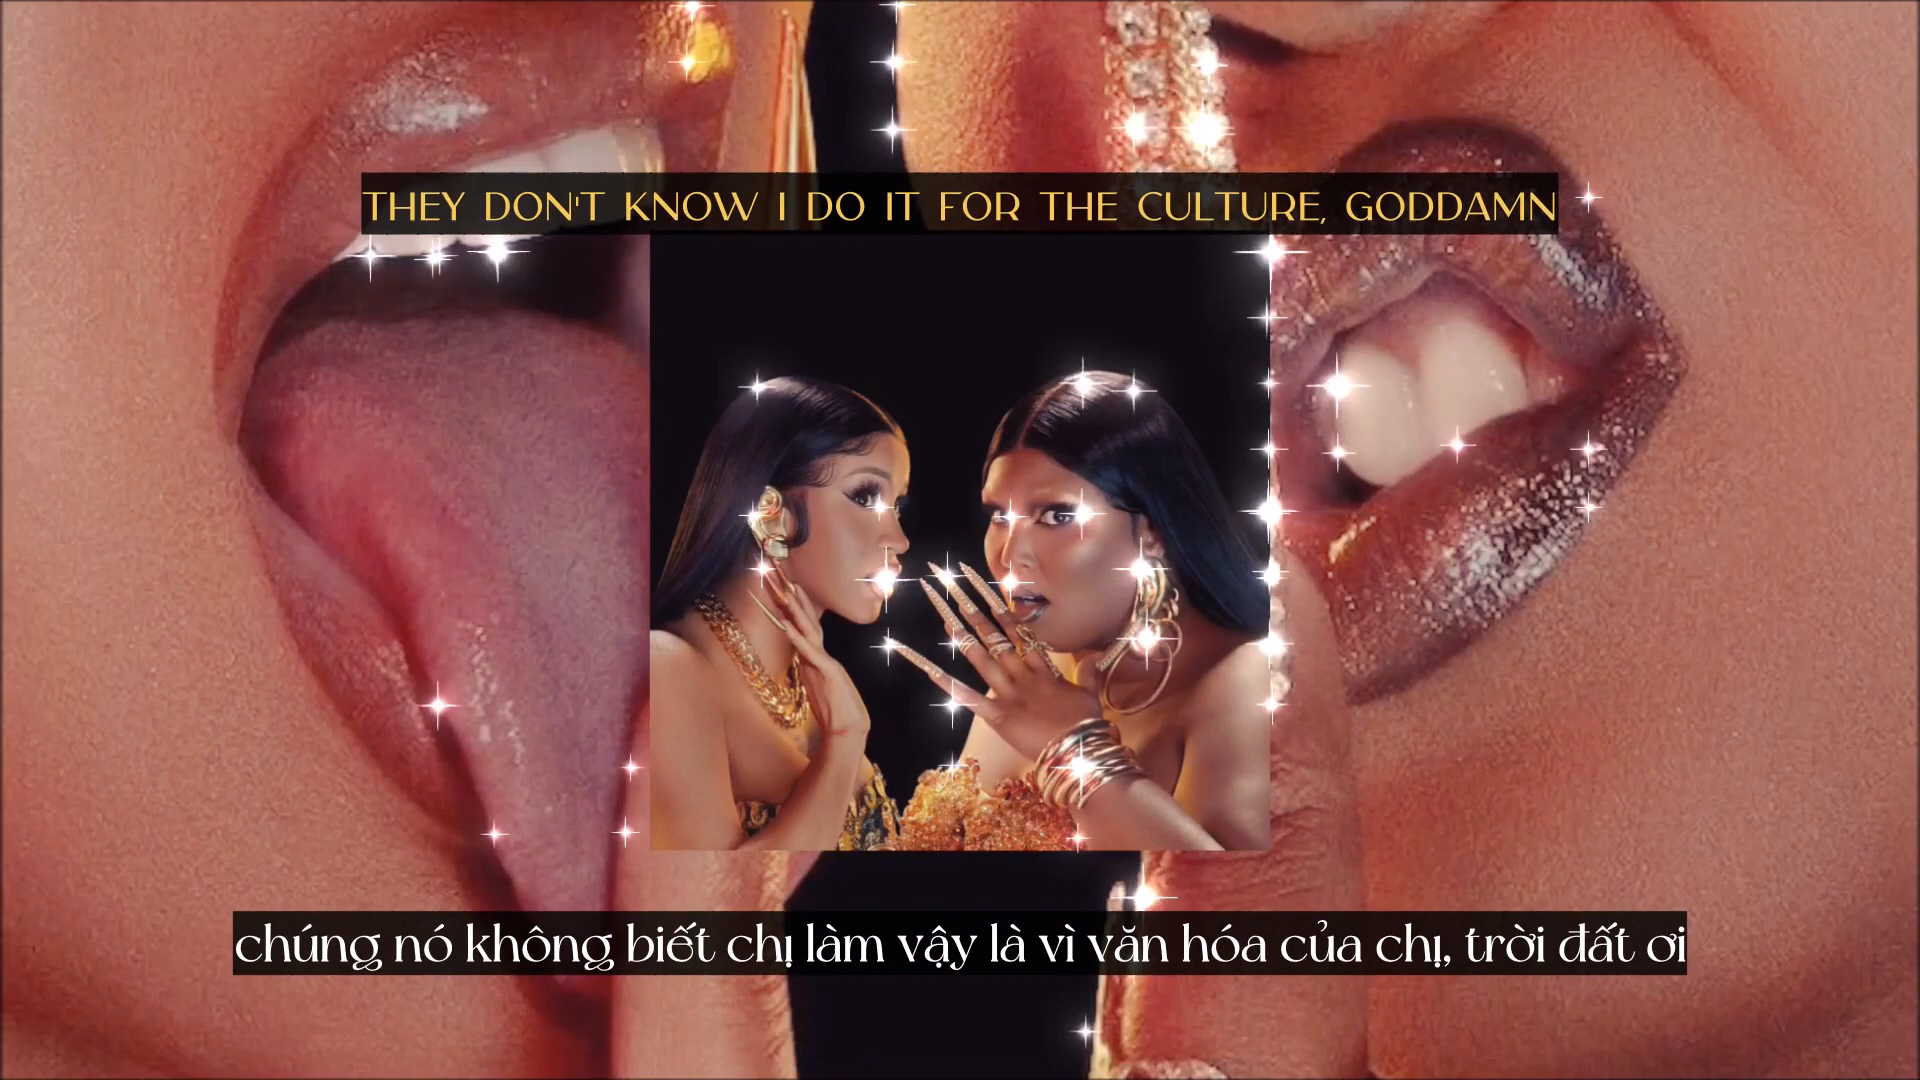 THEY DON'T KNOW I DO IT FOR THE CULTURE, GODDAMN
chúng nó không biết chị làm vậy là vì văn hóa của chị, trời đất ơi